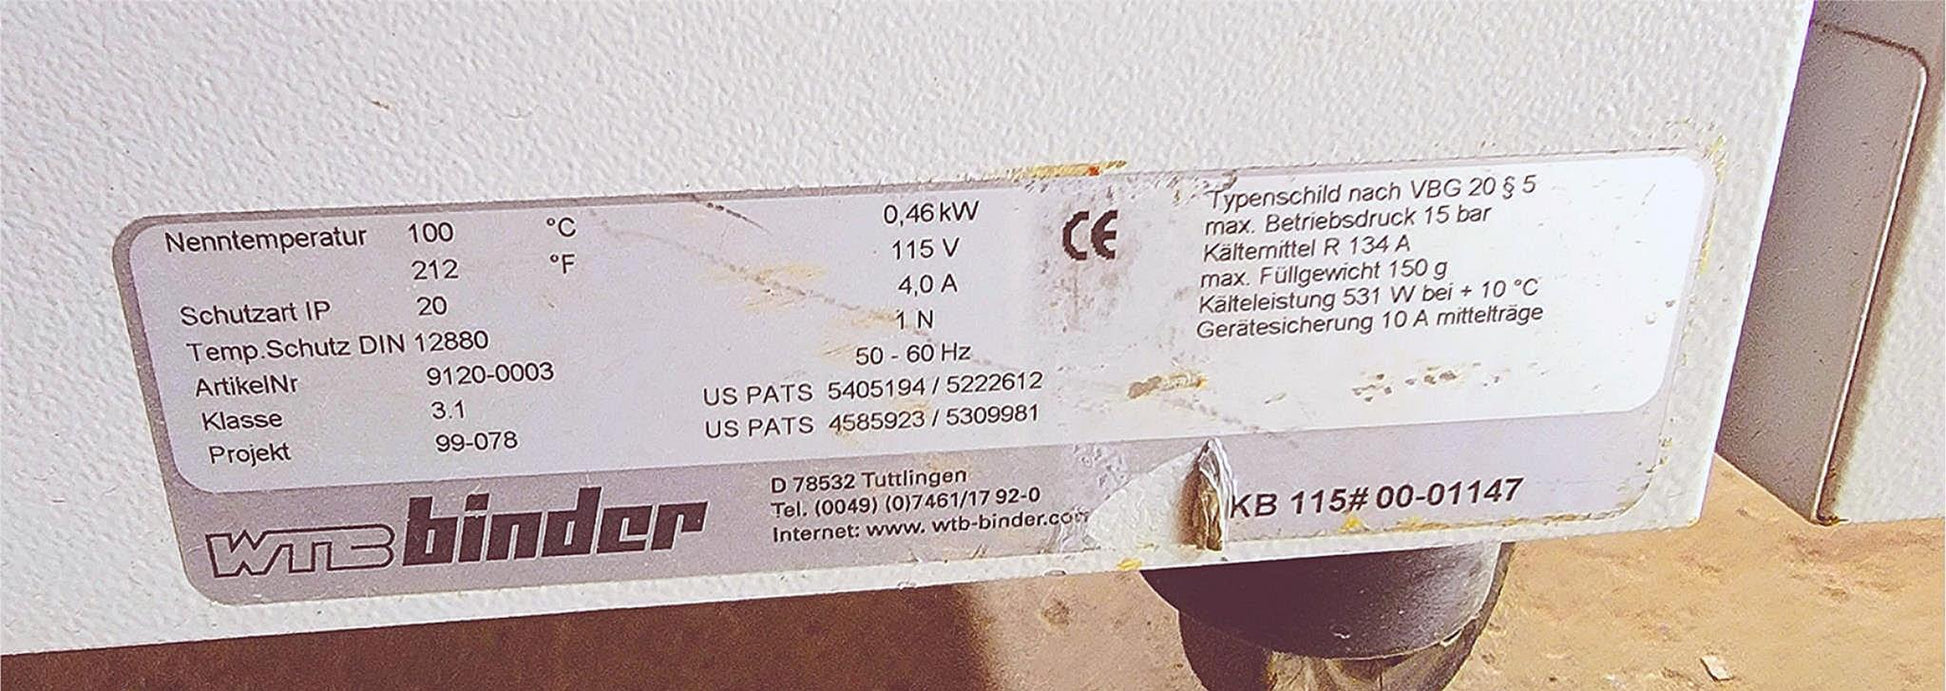 Nenntemperatur 100 °C
212 °F
Schutzart IP 20
Temp.Schutz DIN 12880
ArtikelNr 9120-0003
Klasse 3.1
Projekt 99-078
0,46 kW
115 V
4,0 A
1 N
50 - 60 Hz
US PATS 5405194 / 5222612
US PATS 4585923 / 5309981
CE
Typenschild nach VBG 20 § 5
max. Betriebsdruck 15 bar
Kältemittel R 134 A
max. Füllgewicht 150 g
Kälteleistung 531 W bei + 10 °C
Gerätesicherung 10 A mittelträge
WTB binder
D 78532 Tuttlingen
Tel. (0049) (0)7461/17 92-0
Internet: www. wtb-binder.com
KB 115# 00-01147